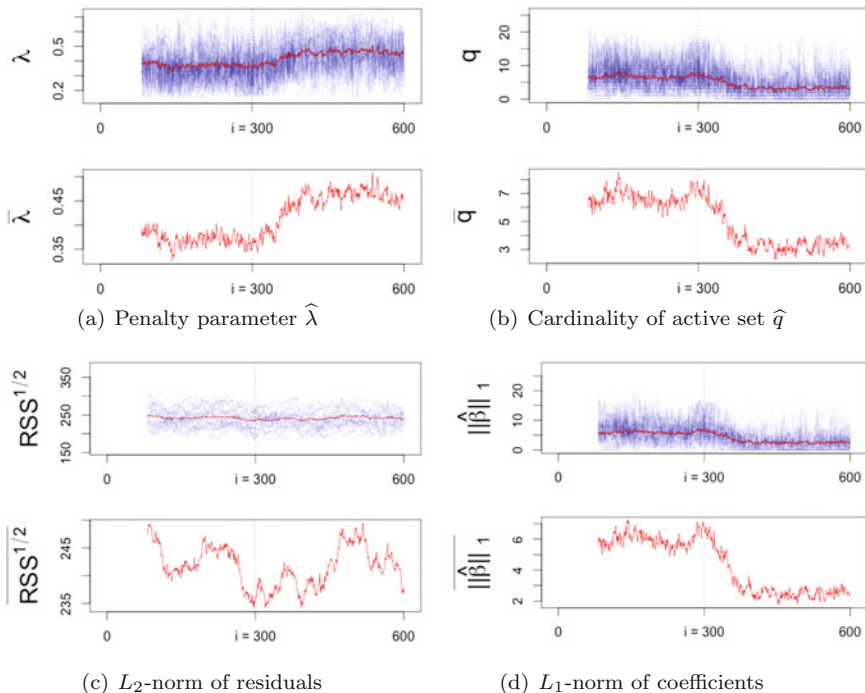 λ
0.5
0.2
0
i = 300
600
λ̅
0.45
0.35
0
i = 300
600
(a) Penalty parameter λ̂
q
20
10
0
0
i = 300
600
q̅
7
5
3
0
i = 300
600
(b) Cardinality of active set q̂
RSS^1/2
350
250
150
0
i = 300
600
RSS^1/2
245
235
0
i = 300
600
(c) L₂-norm of residuals
||β̂||₁
20
10
0
0
i = 300
600
||β̂||₁
6
4
2
0
i = 300
600
(d) L₁-norm of coefficients